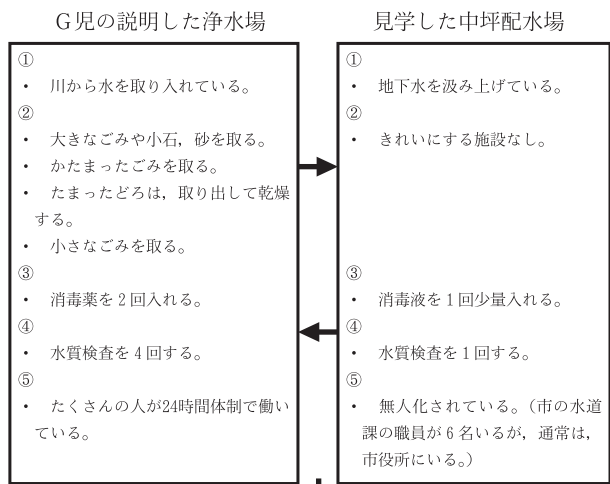 G児の説明した浄水場
①
・ 川から水を取り入れている。
②
・ 大きなごみや小石，砂を取る。
・ かたまったごみを取る。
・ たまったどろは，取り出して乾燥
する。
・ 小さなごみを取る。
③
・ 消毒薬を2回入れる。
④
・ 水質検査を4回する。
⑤
・ たくさんの人が24時間体制で働い
ている。
見学した中坪配水場
①
・ 地下水を汲み上げている。
②
・ きれいにする施設なし。
③
・ 消毒液を1回少量入れる。
④
・ 水質検査を1回する。
⑤
・ 無人化されている。（市の水道
課の職員が6名いるが，通常は，
市役所にいる。）